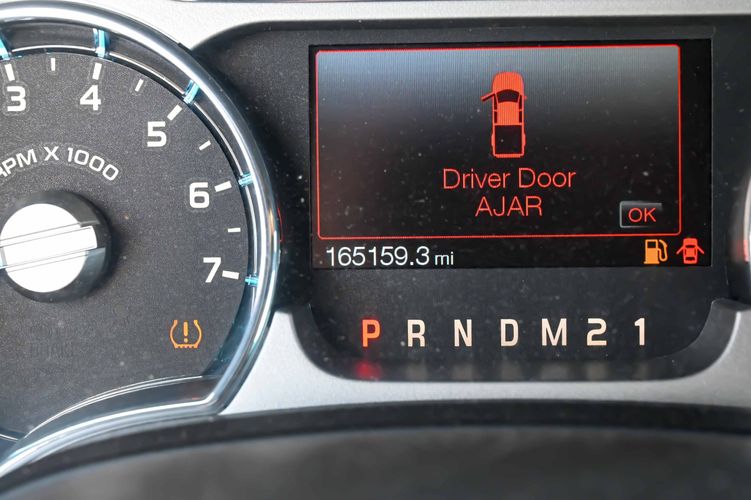 3
4
5
6
7
RPM X 1000
Driver Door
AJAR
OK
165159.3 mi
P R N D M 2 1